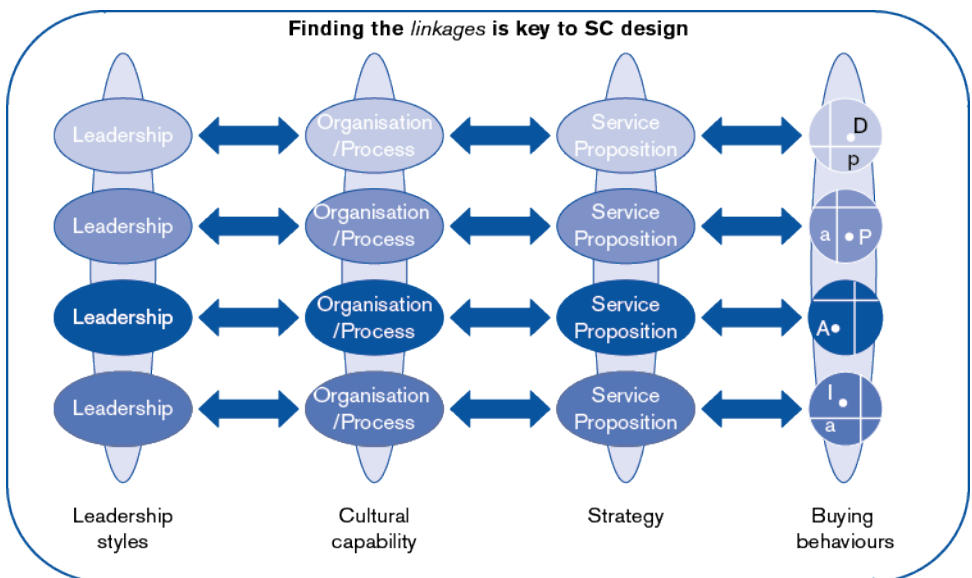 Finding the linkages is key to SC design
Leadership
Organisation
/Process
Service
Proposition
D
p
Leadership
Organisation
/Process
Service
Proposition
a P
Leadership
Organisation
/Process
Service
Proposition
A
Leadership
Organisation
/Process
Service
Proposition
I
a
Leadership
styles
Cultural
capability
Strategy
Buying
behaviours